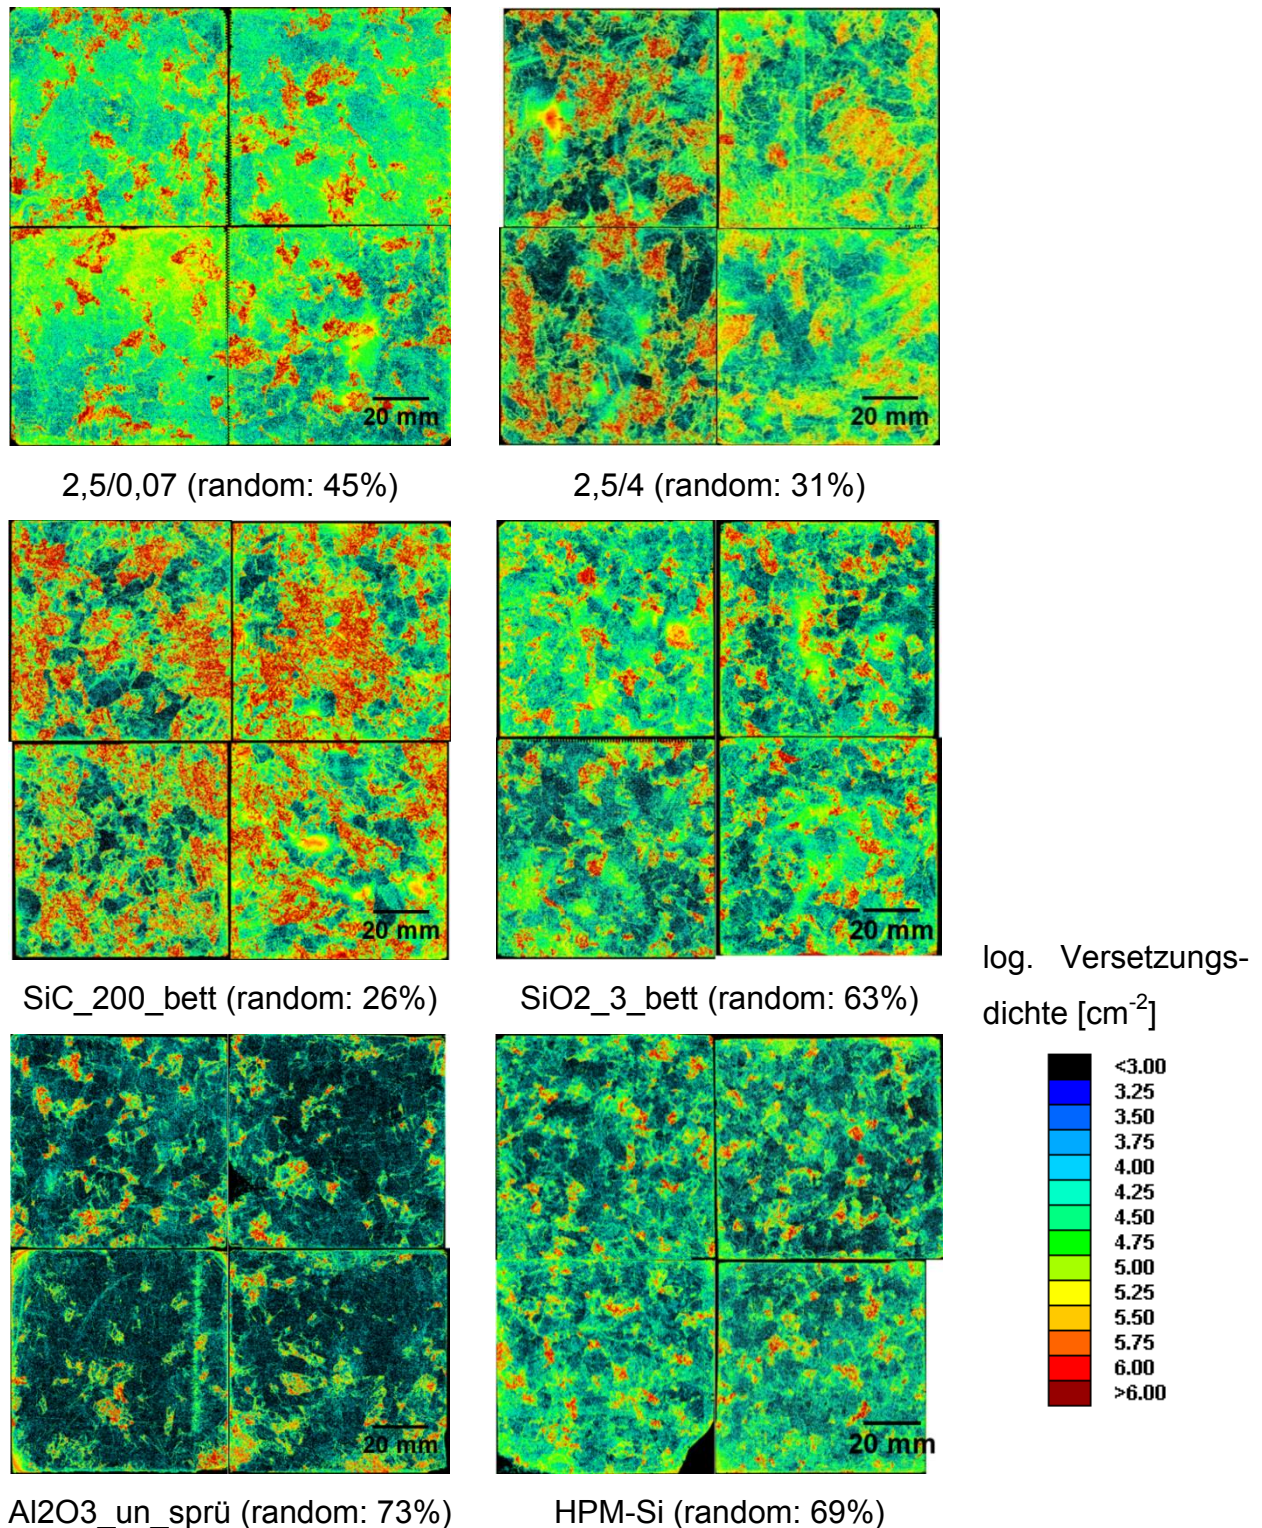 20 mm
20 mm
2,5/0,07 (random: 45%)
2,5/4 (random: 31%)
20 mm
20 mm
SiC_200_bett (random: 26%)
SiO2_3_bett (random: 63%)
log. Versetzungs-
dichte [cm⁻²]
<3.00
3.25
3.50
3.75
4.00
4.25
4.50
4.75
5.00
5.25
5.50
5.75
6.00
>6.00
20 mm
20 mm
Al2O3_un_sprü (random: 73%)
HPM-Si (random: 69%)